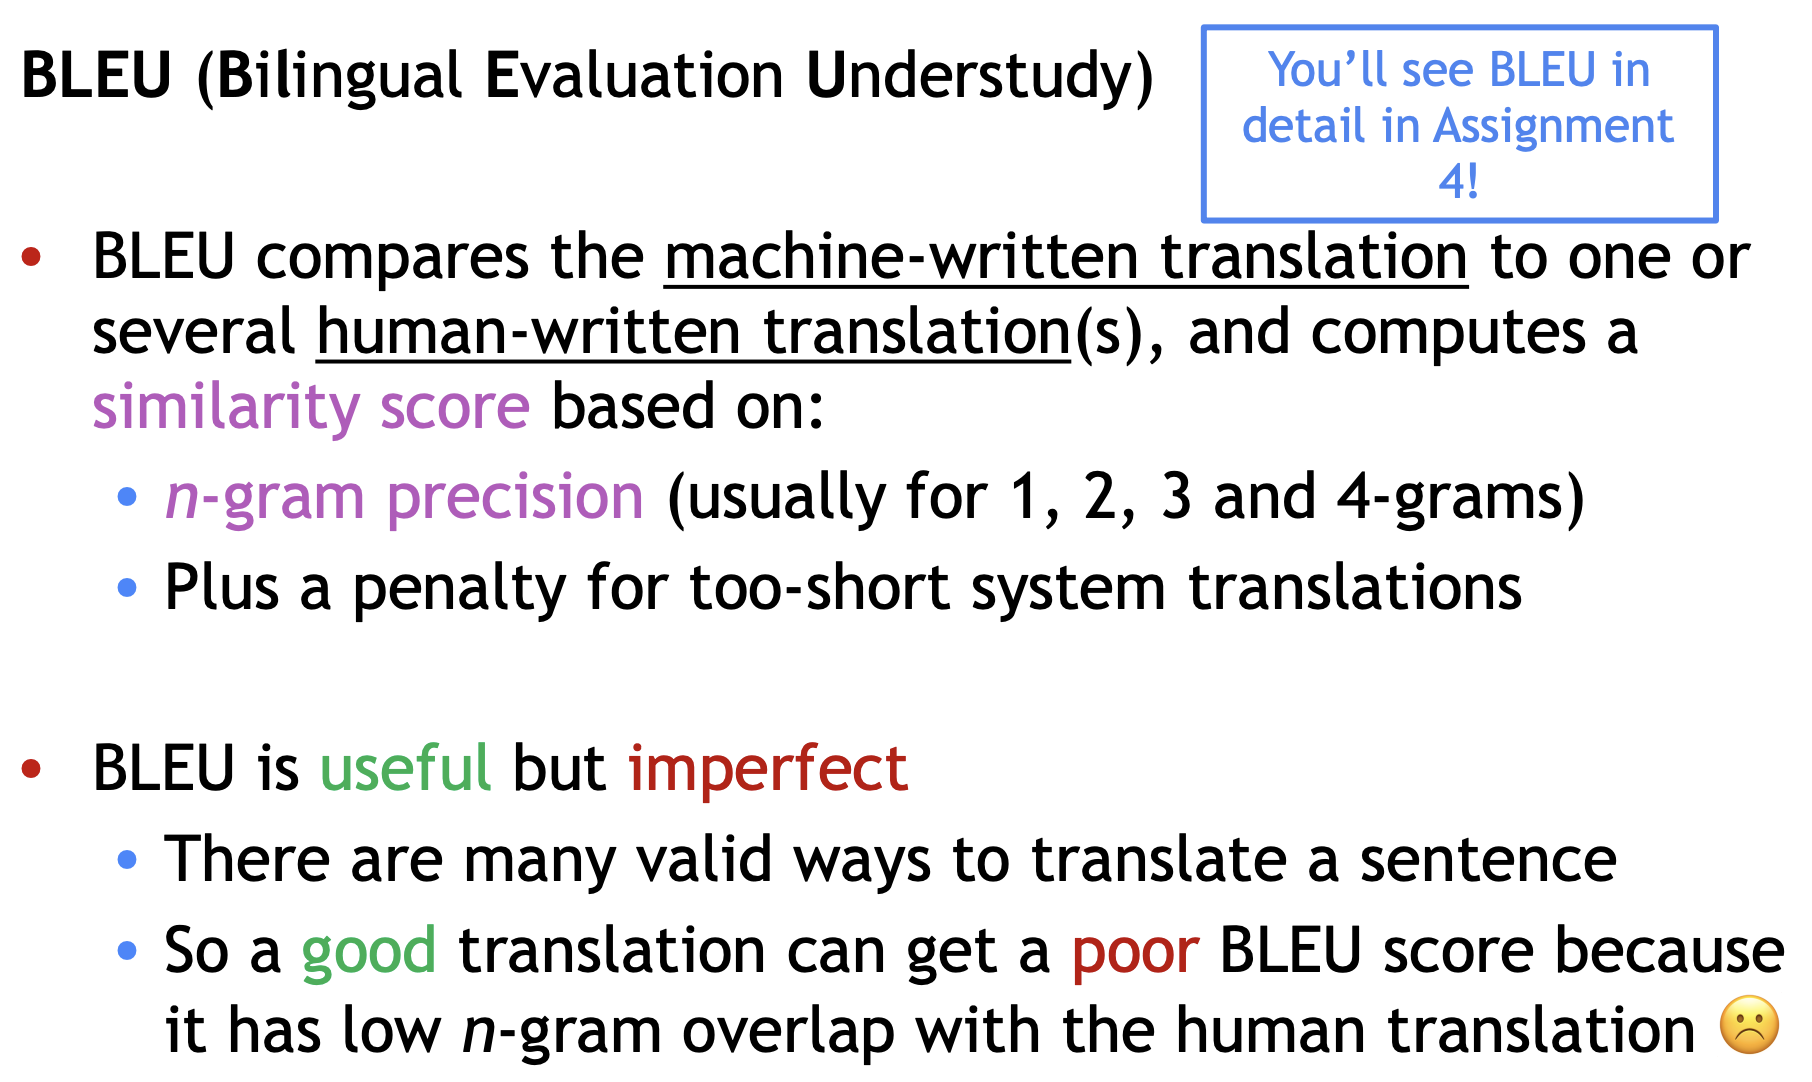 BLEU (Bilingual Evaluation Understudy)
You’ll see BLEU in
detail in Assignment
4!
• BLEU compares the machine-written translation to one or
several human-written translation(s), and computes a
similarity score based on:
• n-gram precision (usually for 1, 2, 3 and 4-grams)
• Plus a penalty for too-short system translations
• BLEU is useful but imperfect
• There are many valid ways to translate a sentence
• So a good translation can get a poor BLEU score because
it has low n-gram overlap with the human translation ☹️